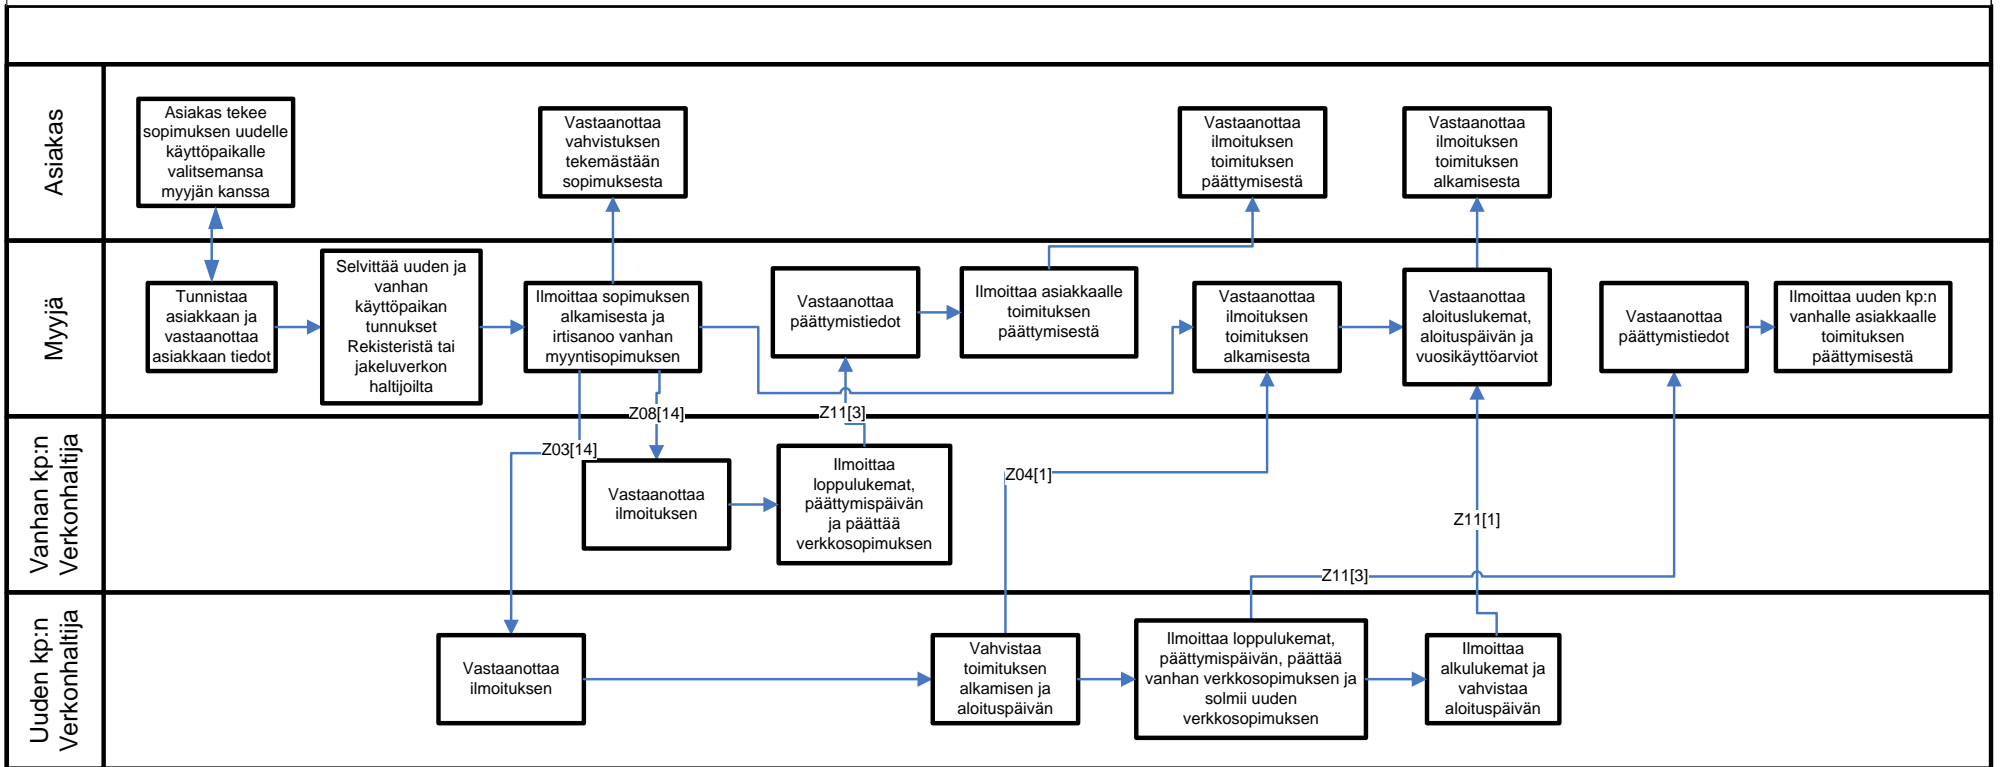 Asiakas
Asiakas tekee
sopimuksen uudelle
käyttöpaikalle
valitsemansa
myyjän kanssa
Vastaanottaa
vahvistuksen
tekemästään
sopimuksesta
Vastaanottaa
ilmoituksen
toimituksen
päättymisestä
Vastaanottaa
ilmoituksen
toimituksen
alkamisesta
Myyjä
Tunnistaa
asiakkaan ja
vastaanottaa
asiakkaan tiedot
Selvittää uuden ja
vanhan
käyttöpaikan
tunnukset
Rekisteristä tai
jakeluverkon
haltijoilta
Ilmoittaa sopimuksen
alkamisesta ja
irtisanoo vanhan
myyntisopimuksen
Vastaanottaa
päättymistiedot
Ilmoittaa asiakkaalle
toimituksen
päättymisestä
Vastaanottaa
ilmoituksen
toimituksen
alkamisesta
Vastaanottaa
aloituslukemat,
aloituspäivän ja
vuosikäyttöarviot
Vastaanottaa
päättymistiedot
Ilmoittaa uuden kp:n
vanhalle asiakkaalle
toimituksen
päättymisestä
Z08[14]
Z11[3]
Vanhan kp:n
Verkonhaltija
Z03[14]
Vastaanottaa
ilmoituksen
Ilmoittaa
loppulukemat,
päättymispäivän
ja päättää
verkkosopimuksen
Z04[1]
Z11[1]
Z11[3]
Uuden kp:n
Verkonhaltija
Vastaanottaa
ilmoituksen
Vahvistaa
toimituksen
alkamisen ja
aloituspäivän
Ilmoittaa loppulukemat,
päättymispäivän, päättää
vanhan verkkosopimuksen ja
solmii uuden
verkkosopimuksen
Ilmoittaa
alkulukemat ja
vahvistaa
aloituspäivän